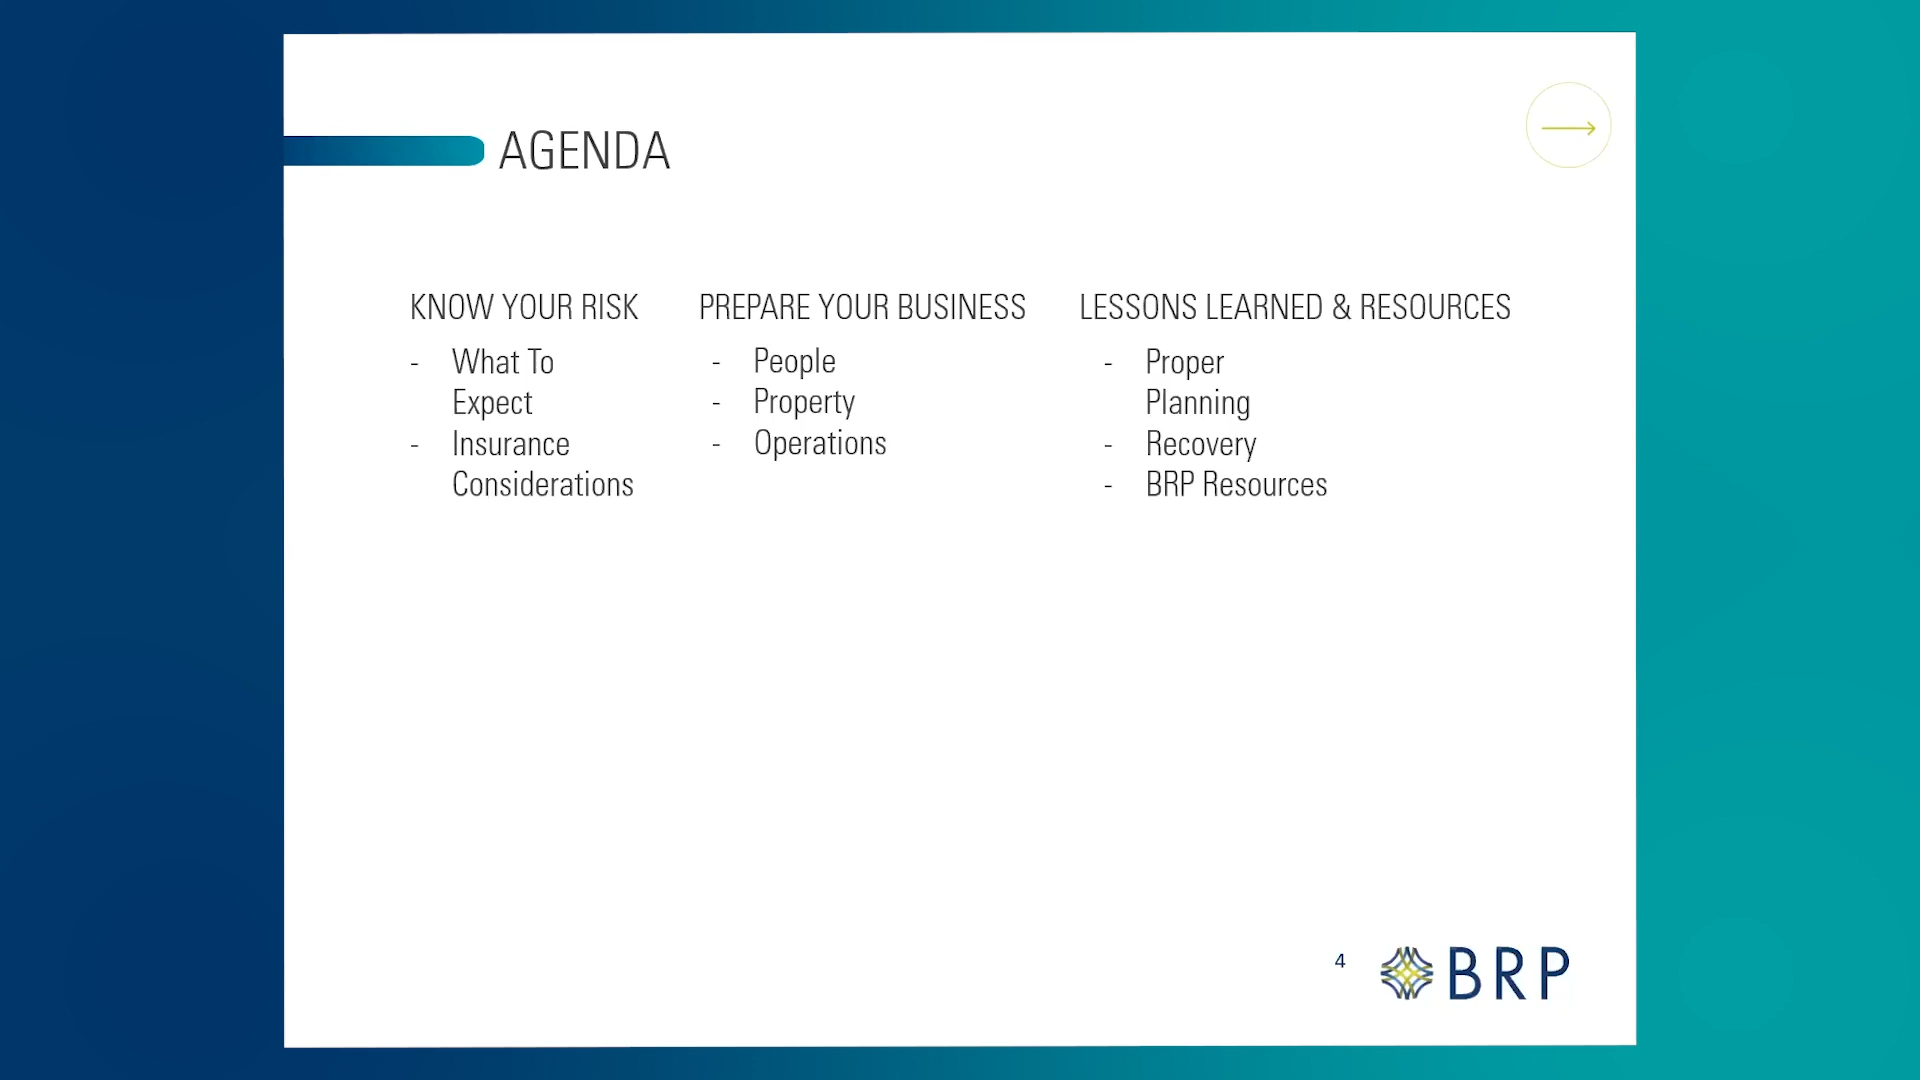 AGENDA
KNOW YOUR RISK
- What To
Expect
- Insurance
Considerations
PREPARE YOUR BUSINESS
- People
- Property
- Operations
LESSONS LEARNED & RESOURCES
- Proper
Planning
- Recovery
- BRP Resources
4
BRP